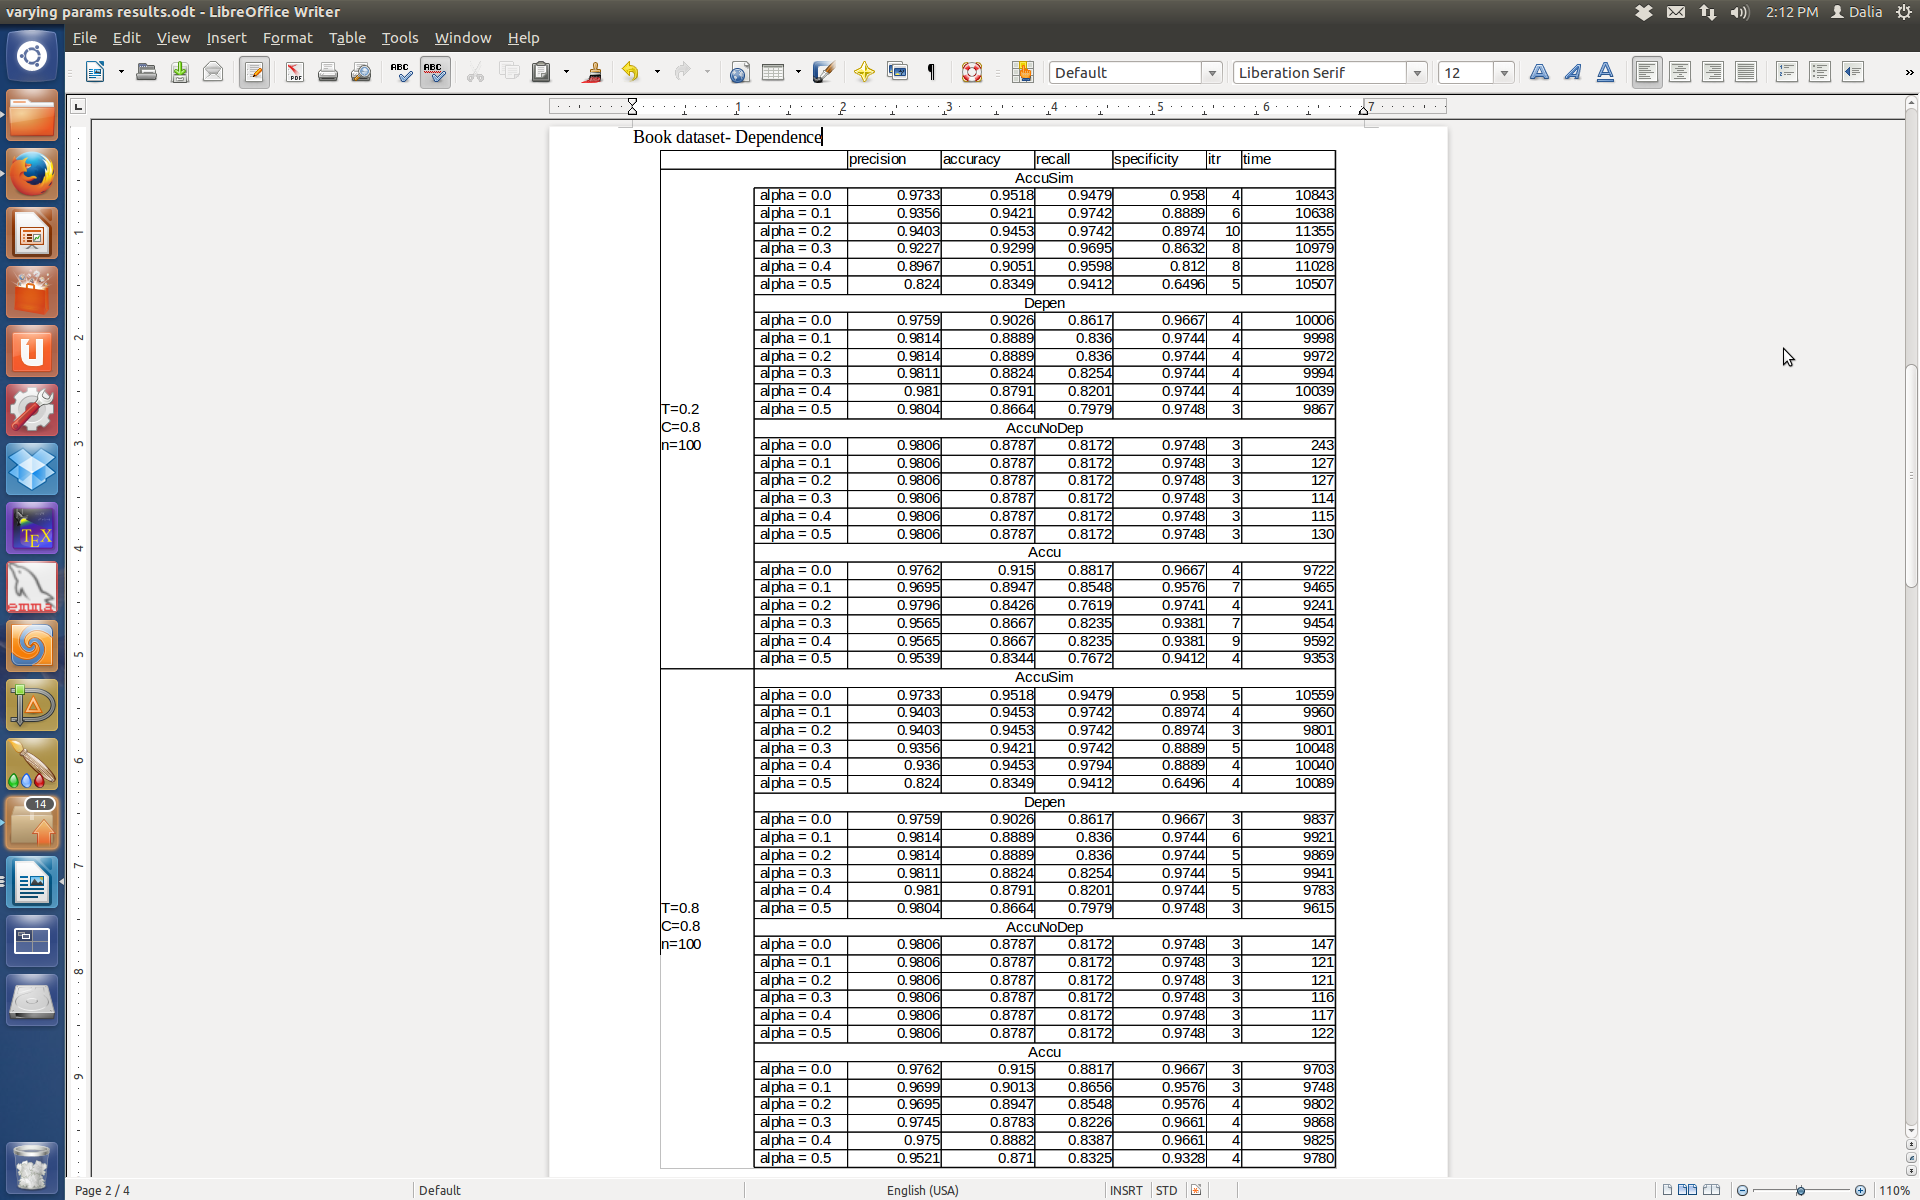 varying params results.odt - LibreOffice Writer
2:12 PM Dalia
File Edit View Insert Format Table Tools Window Help
Default Liberation Serif 12
1 2 3 4 5 6 7
Book dataset- Dependence
precision accuracy recall specificity itr time
AccuSim
alpha = 0.0 0.9733 0.9518 0.9479 0.958 4 10843
alpha = 0.1 0.9356 0.9421 0.9742 0.8889 6 10638
alpha = 0.2 0.9403 0.9453 0.9742 0.8974 10 11355
alpha = 0.3 0.9227 0.9299 0.9695 0.8632 8 10979
alpha = 0.4 0.8967 0.9051 0.9598 0.812 8 11028
alpha = 0.5 0.824 0.8349 0.9412 0.6496 5 10507
Depen
alpha = 0.0 0.9759 0.9026 0.8617 0.9667 4 10006
alpha = 0.1 0.9814 0.8889 0.836 0.9744 4 9998
alpha = 0.2 0.9814 0.8889 0.836 0.9744 4 9972
alpha = 0.3 0.9811 0.8824 0.8254 0.9744 4 9994
alpha = 0.4 0.981 0.8791 0.8201 0.9744 4 10039
T=0.2 alpha = 0.5 0.9804 0.8664 0.7979 0.9748 3 9867
C=0.8 AccuNoDep
n=100 alpha = 0.0 0.9806 0.8787 0.8172 0.9748 3 243
alpha = 0.1 0.9806 0.8787 0.8172 0.9748 3 127
alpha = 0.2 0.9806 0.8787 0.8172 0.9748 3 127
alpha = 0.3 0.9806 0.8787 0.8172 0.9748 3 114
alpha = 0.4 0.9806 0.8787 0.8172 0.9748 3 115
alpha = 0.5 0.9806 0.8787 0.8172 0.9748 3 130
Accu
alpha = 0.0 0.9762 0.915 0.8817 0.9667 4 9722
alpha = 0.1 0.9695 0.8947 0.8548 0.9576 7 9465
alpha = 0.2 0.9796 0.8426 0.7619 0.9741 4 9241
alpha = 0.3 0.9565 0.8667 0.8235 0.9381 7 9454
alpha = 0.4 0.9565 0.8667 0.8235 0.9381 9 9592
alpha = 0.5 0.9539 0.8344 0.7672 0.9412 4 9353
AccuSim
alpha = 0.0 0.9733 0.9518 0.9479 0.958 5 10559
alpha = 0.1 0.9403 0.9453 0.9742 0.8974 4 9960
alpha = 0.2 0.9403 0.9453 0.9742 0.8974 3 9801
alpha = 0.3 0.9356 0.9421 0.9742 0.8889 5 10048
alpha = 0.4 0.936 0.9453 0.9794 0.8889 4 10040
alpha = 0.5 0.824 0.8349 0.9412 0.6496 4 10089
Depen
alpha = 0.0 0.9759 0.9026 0.8617 0.9667 3 9837
alpha = 0.1 0.9814 0.8889 0.836 0.9744 6 9921
alpha = 0.2 0.9814 0.8889 0.836 0.9744 5 9869
alpha = 0.3 0.9811 0.8824 0.8254 0.9744 5 9941
alpha = 0.4 0.981 0.8791 0.8201 0.9744 5 9783
T=0.8 alpha = 0.5 0.9804 0.8664 0.7979 0.9748 3 9615
C=0.8 AccuNoDep
n=100 alpha = 0.0 0.9806 0.8787 0.8172 0.9748 3 147
alpha = 0.1 0.9806 0.8787 0.8172 0.9748 3 121
alpha = 0.2 0.9806 0.8787 0.8172 0.9748 3 121
alpha = 0.3 0.9806 0.8787 0.8172 0.9748 3 116
alpha = 0.4 0.9806 0.8787 0.8172 0.9748 3 117
alpha = 0.5 0.9806 0.8787 0.8172 0.9748 3 122
Accu
alpha = 0.0 0.9762 0.915 0.8817 0.9667 3 9703
alpha = 0.1 0.9699 0.9013 0.8656 0.9576 3 9748
alpha = 0.2 0.9695 0.8947 0.8548 0.9576 4 9802
alpha = 0.3 0.9745 0.8783 0.8226 0.9661 4 9868
alpha = 0.4 0.975 0.8882 0.8387 0.9661 4 9825
alpha = 0.5 0.9521 0.871 0.8325 0.9328 4 9780
1
2
3
4
5
6
7
8
9
14
Page 2 / 4 Default English (USA) INSRT STD 110%